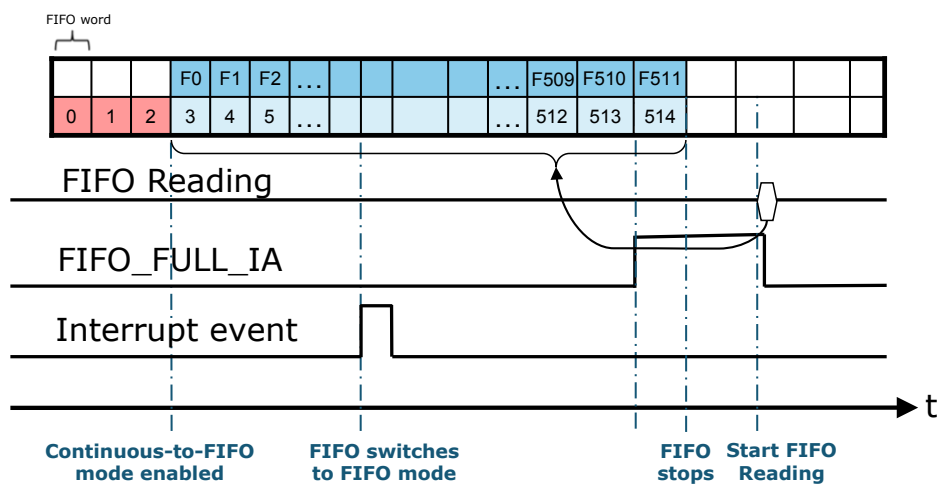 FIFO word
F0 F1 F2 ... ... F509 F510 F511
0 1 2 3 4 5 ... ... 512 513 514
FIFO Reading
FIFO_FULL_IA
Interrupt event
t
Continuous-to-FIFO
mode enabled
FIFO switches
to FIFO mode
FIFO
stops
Start FIFO
Reading